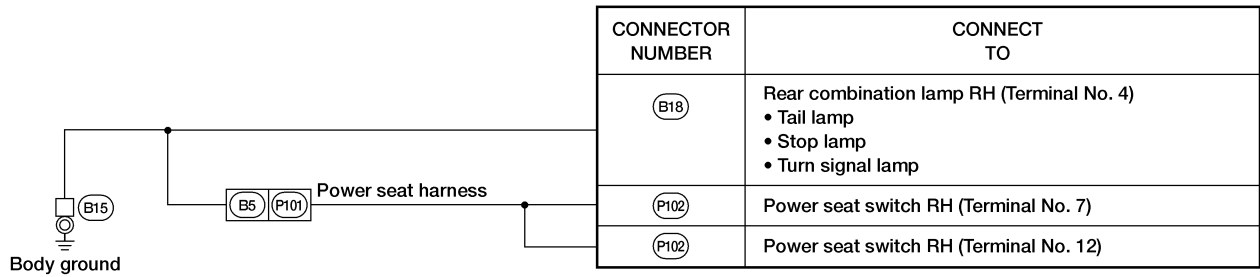 CONNECTOR
NUMBER
CONNECT
TO
B18
Rear combination lamp RH (Terminal No. 4)
• Tail lamp
• Stop lamp
• Turn signal lamp
B5 P101 Power seat harness
P102
Power seat switch RH (Terminal No. 7)
P102
Power seat switch RH (Terminal No. 12)
B15
Body ground